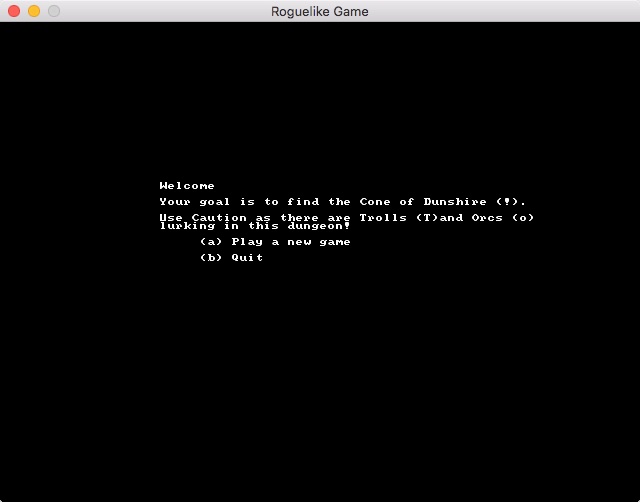 Roguelike Game
Welcome
Your goal is to find the Cone of Dunshire (!).
Use Caution as there are Trolls (T)and Orcs (o)
lurking in this dungeon!
(a) Play a new game
(b) Quit